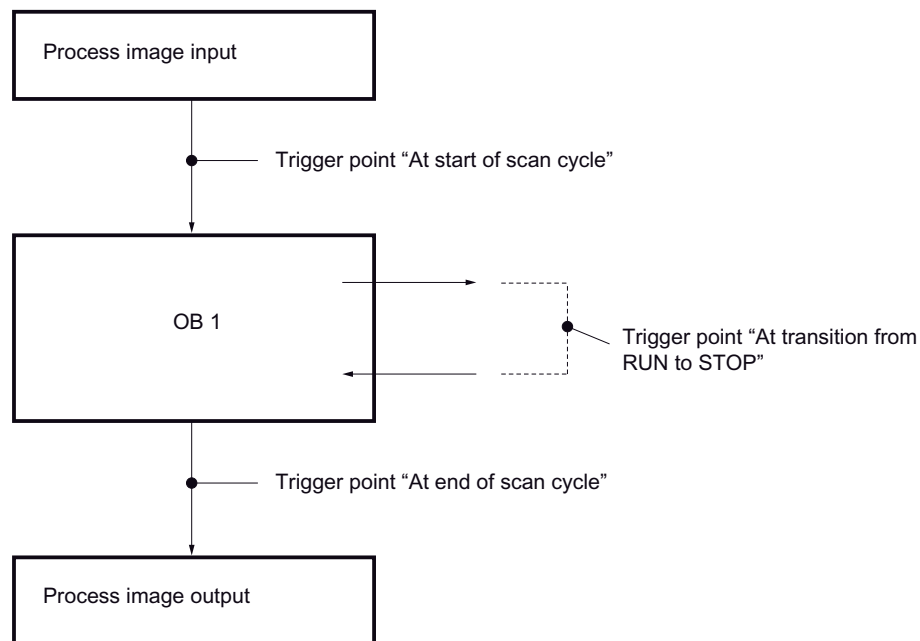 Process image input
Trigger point “At start of scan cycle”
OB 1
Trigger point “At transition from
RUN to STOP”
Trigger point “At end of scan cycle”
Process image output